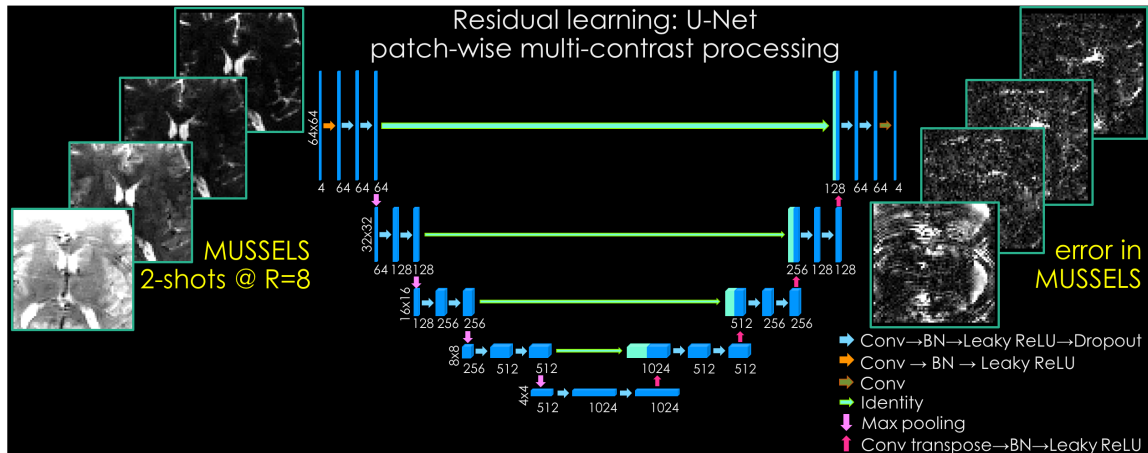 Residual learning: U-Net
patch-wise multi-contrast processing
MUSSELS
2-shots @ R=8
64x64
4 64 64 64
128 64 64 4
32x32
64 128 128
256 128 128
16x16
128 256 256
512 256 256
8x8
256 512 512
1024 512 512
4x4
512 1024 1024
error in
MUSSELS
Conv→BN→Leaky ReLU→Dropout
Conv → BN → Leaky ReLU
Conv
Identity
Max pooling
Conv transpose→BN→Leaky ReLU